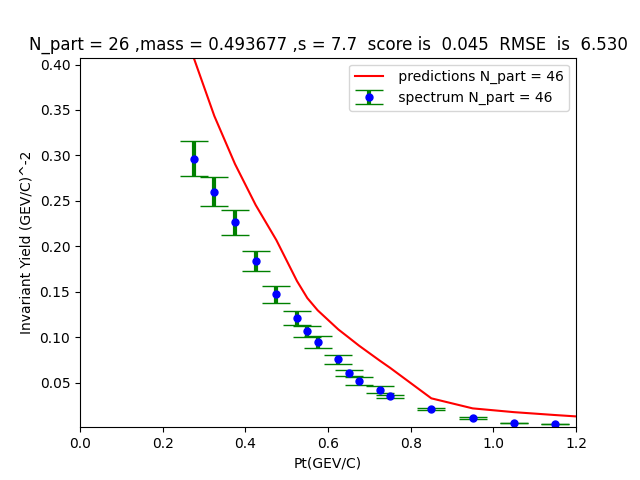 N_part = 26 ,mass = 0.493677 ,s = 7.7  score is  0.045  RMSE  is  6.530
predictions N_part = 46
spectrum N_part = 46
Invariant Yield (GEV/C)^-2
0.40
0.35
0.30
0.25
0.20
0.15
0.10
0.05
0.0 0.2 0.4 0.6 0.8 1.0 1.2
Pt(GEV/C)